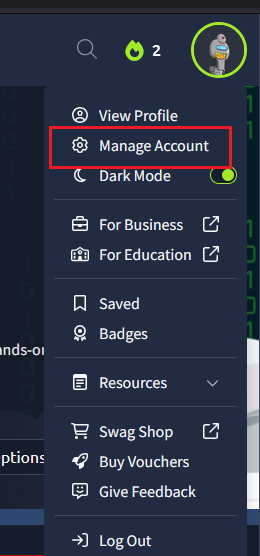 2
View Profile
Manage Account
Dark Mode
For Business
For Education
Saved
ands-on
Badges
Resources
Swag Shop
ptions
Buy Vouchers
Give Feedback
Log Out